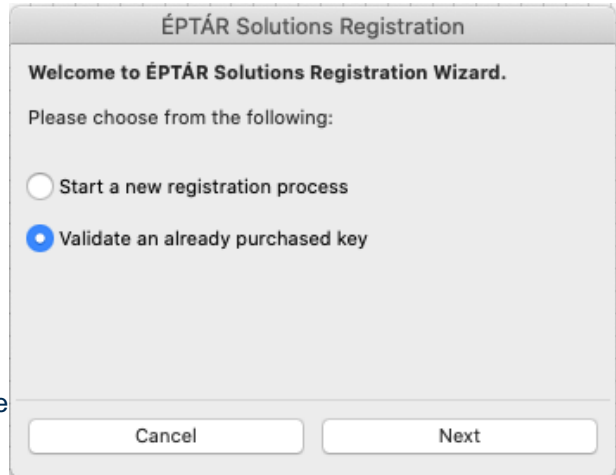 ÉPTÁR Solutions Registration
Welcome to ÉPTÁR Solutions Registration Wizard.
Please choose from the following:
Start a new registration process
Validate an already purchased key
e
Cancel Next